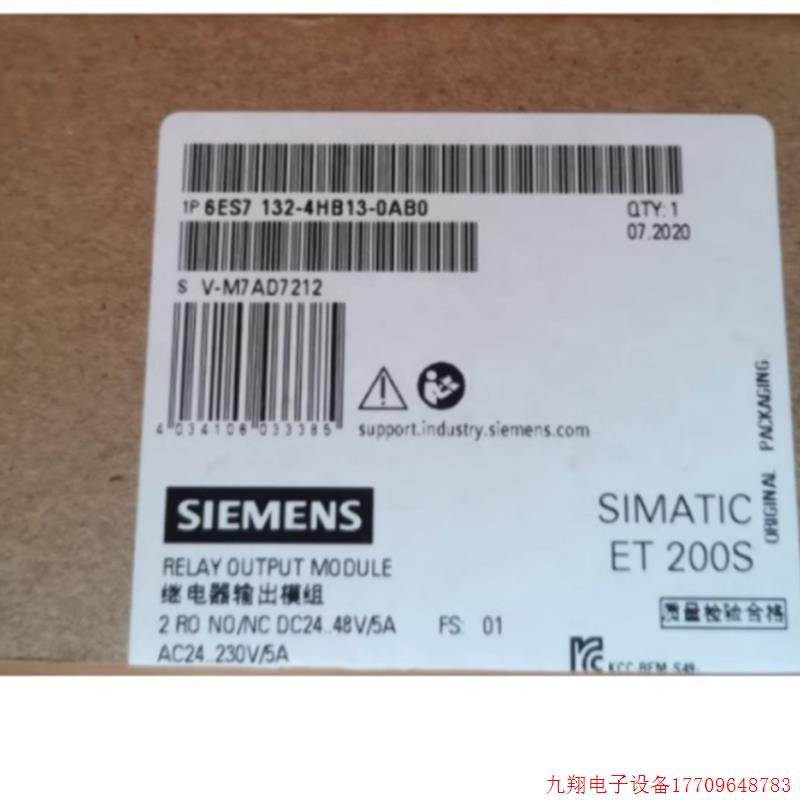 1P 6ES7 132-4HB13-0AB0
QTY: 1
07.2020
S V-M7AD7212
4 034106 033385
support.industry.siemens.com
ORIGINAL PACKAGING
SIEMENS
SIMATIC
ET 200S
RELAY OUTPUT MODULE
继电器输出模组
2 RO NO/NC DC24..48V/5A FS: 01
AC24..230V/5A
质量检验合格
KCC-REM-S49-
九翔电子设备17709648783